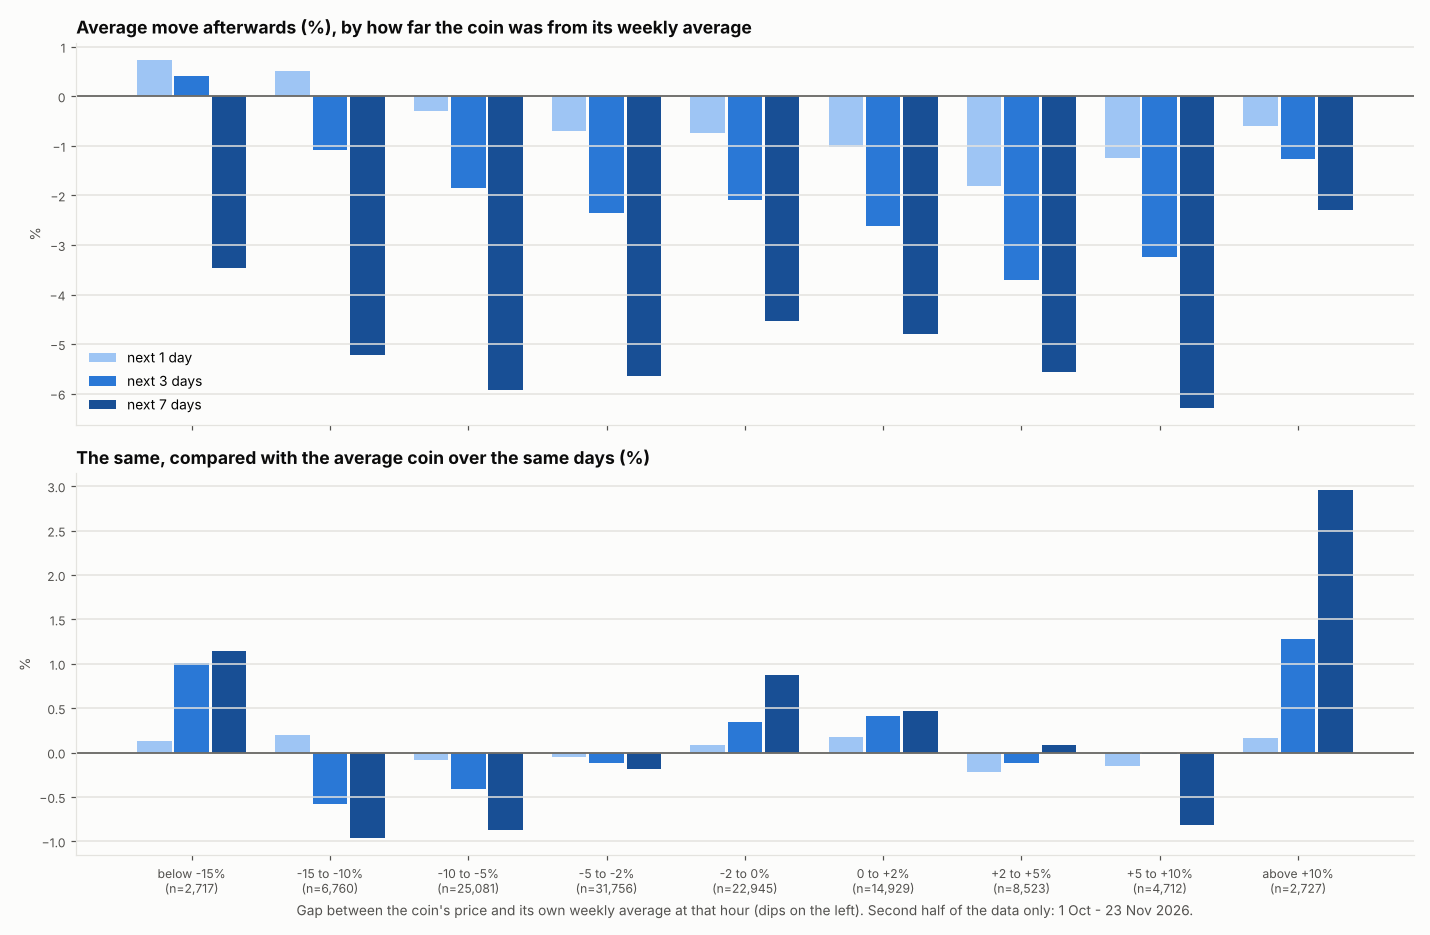 Average move afterwards (%), by how far the coin was from its weekly average
1
0
−1
−2
−3
−4
−5
−6
%
next 1 day
next 3 days
next 7 days
The same, compared with the average coin over the same days (%)
3.0
2.5
2.0
1.5
1.0
0.5
0.0
−0.5
−1.0
%
below -15% -15 to -10% -10 to -5% -5 to -2% -2 to 0% 0 to +2% +2 to +5% +5 to +10% above +10%
(n=2,717) (n=6,760) (n=25,081) (n=31,756) (n=22,945) (n=14,929) (n=8,523) (n=4,712) (n=2,727)
Gap between the coin's price and its own weekly average at that hour (dips on the left). Second half of the data only: 1 Oct - 23 Nov 2026.